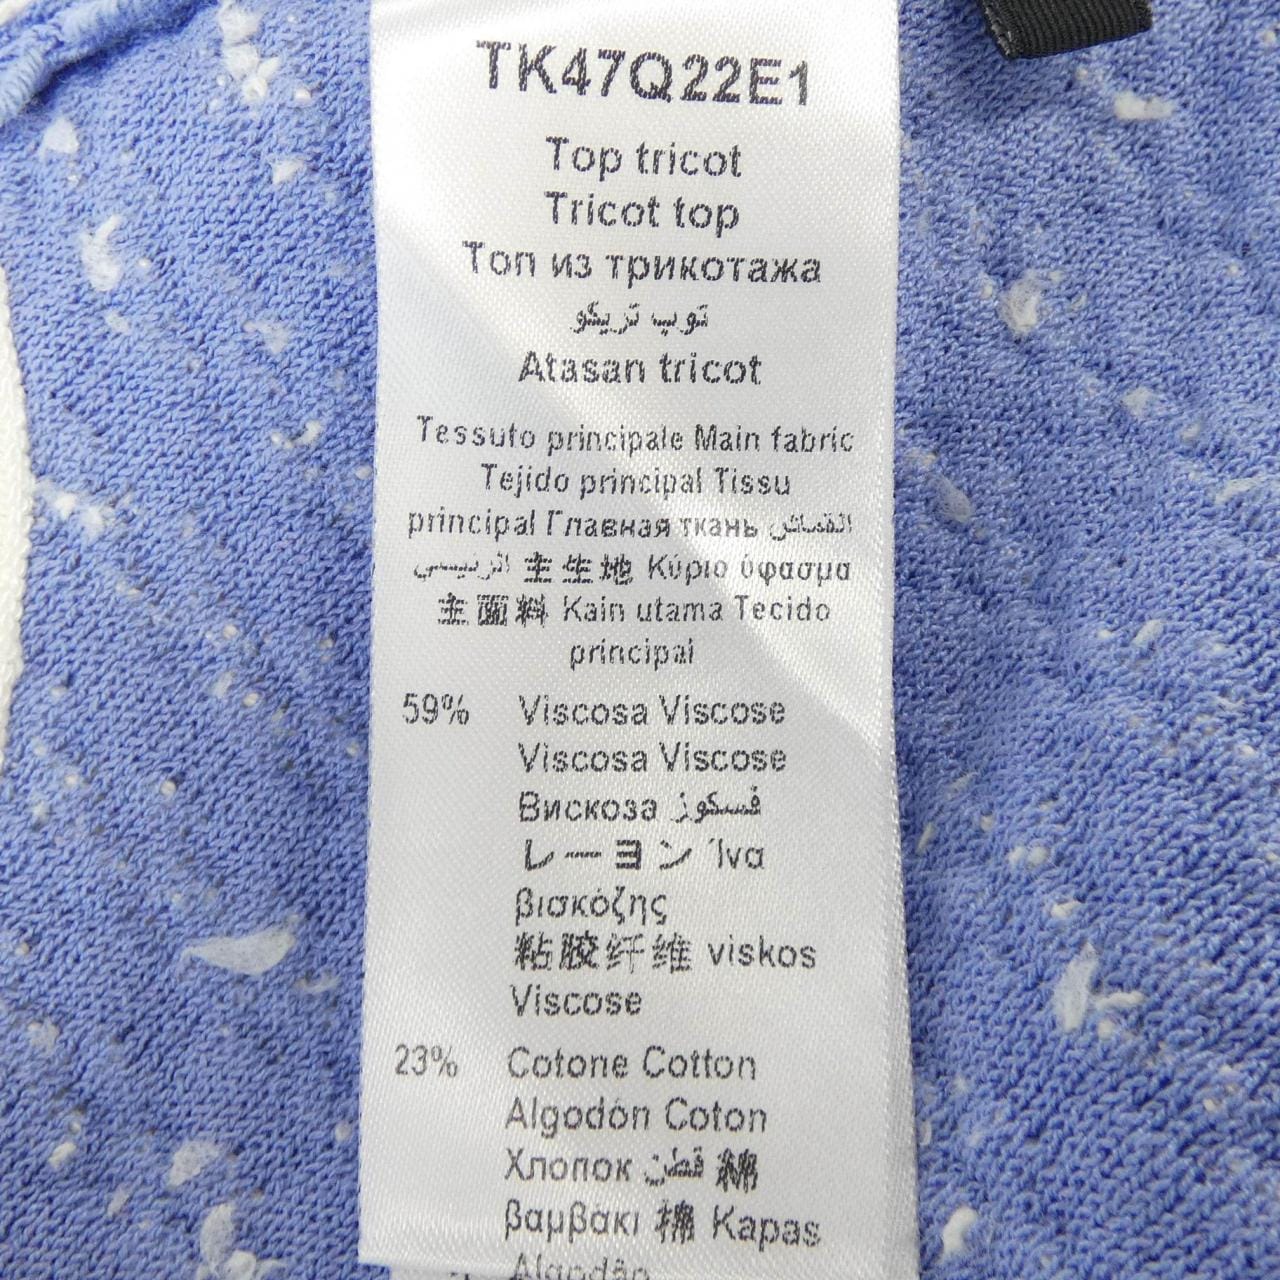 TK47Q22E1
Top tricot
Tricot top
Топ из трикотажа
توب تريكو
Atasan tricot
Tessuto principale Main fabric
Tejido principal Tissu
principal Главная ткань القماش
الرئيسي 主生地 Κύριο ύφασμα
主面料 Kain utama Tecido
principal
59% Viscosa Viscose
Viscosa Viscose
Вискоза فسكوز
レーヨン Ίνα
βισκόζης
粘胶纤维 viskos
Viscose
23% Cotone Cotton
Algodón Coton
Хлопок قطن 綿
βαμβάκι 棉 Kapas
Algodão